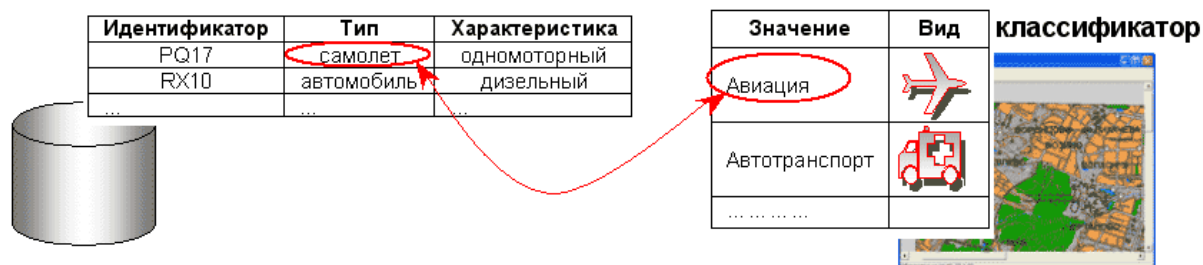 Идентификатор Тип Характеристика
PQ17 самолет одномоторный
RX10 автомобиль дизельный
... ... ...
Значение Вид
Авиация
Автотранспорт
... ... ... ...
классификатор